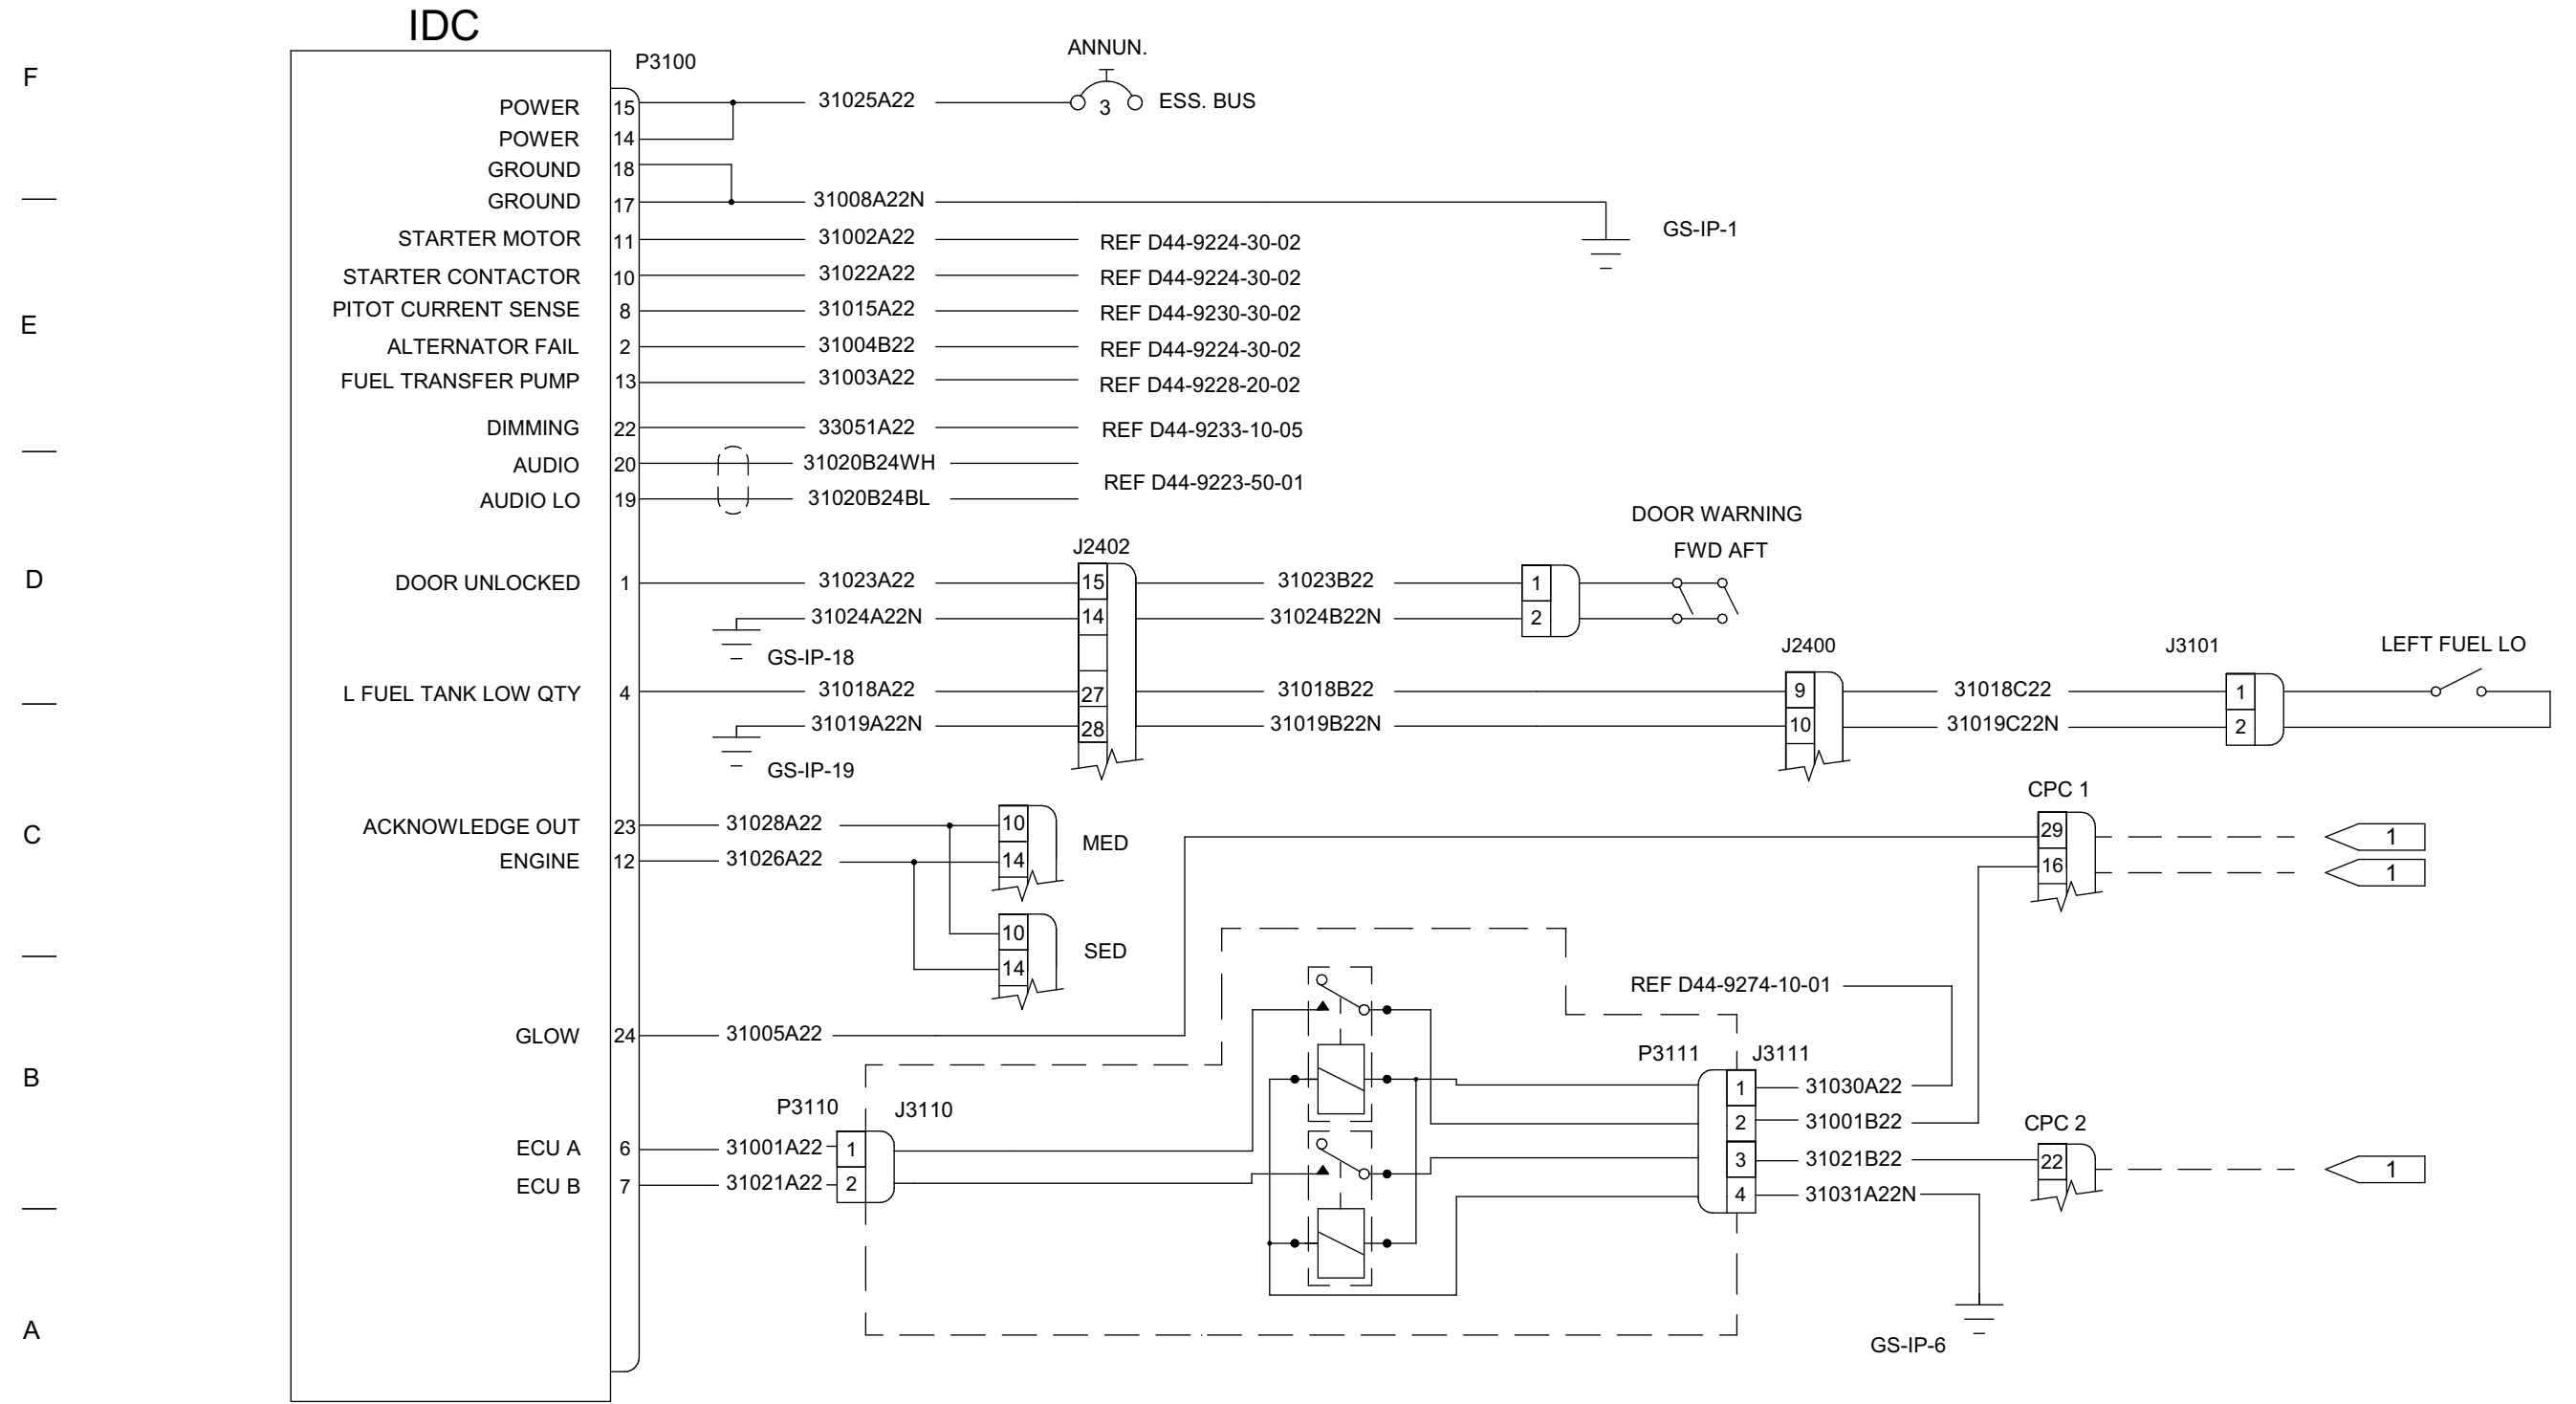 IDC
F
P3100
ANNUN.
POWER 15 31025A22 3 ESS. BUS
POWER 14
GROUND 18
GROUND 17 31008A22N
GS-IP-1
STARTER MOTOR 11 31002A22 REF D44-9224-30-02
STARTER CONTACTOR 10 31022A22 REF D44-9224-30-02
E
PITOT CURRENT SENSE 8 31015A22 REF D44-9230-30-02
ALTERNATOR FAIL 2 31004B22 REF D44-9224-30-02
FUEL TRANSFER PUMP 13 31003A22 REF D44-9228-20-02
DIMMING 22 33051A22 REF D44-9233-10-05
AUDIO 20 31020B24WH
REF D44-9223-50-01
AUDIO LO 19 31020B24BL
DOOR WARNING
J2402 FWD AFT
D
DOOR UNLOCKED 1 31023A22 15 31023B22 1
31024A22N 14 31024B22N 2
GS-IP-18
J2400 J3101 LEFT FUEL LO
L FUEL TANK LOW QTY 4 31018A22 27 31018B22 9 31018C22 1
31019A22N 28 31019B22N 10 31019C22N 2
GS-IP-19
CPC 1
C
ACKNOWLEDGE OUT 23 31028A22 10 MED 29 1
ENGINE 12 31026A22 14 16 1
10 SED
14
REF D44-9274-10-01
GLOW 24 31005A22
B
P3111 J3111
1 31030A22
P3110 J3110
2 31001B22 CPC 2
ECU A 6 31001A22 1
3 31021B22 22 1
ECU B 7 31021A22 2
4 31031A22N
A
GS-IP-6